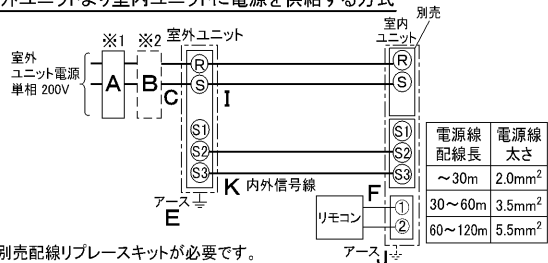 外ユニットより室内ユニットに電源を供給する方式
※1 ※2 室外ユニット 室内ユニット 別売
室外ユニット電源
単相 200V
A B C
R
S
I
R
S
S1
S2
S3
S1
S2
S3
K 内外信号線
アース
E
F
リモコン
①
②
アース
J
電源線配線長 電源線太さ
～30m 2.0mm²
30～60m 3.5mm²
60～120m 5.5mm²
別売配線リプレースキットが必要です。